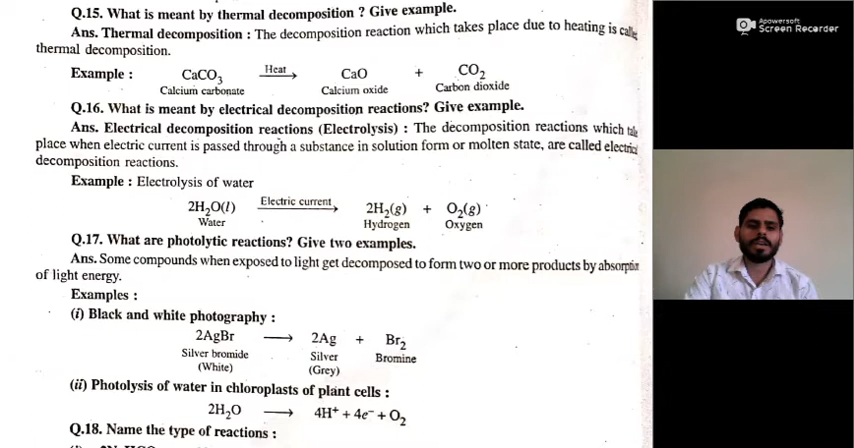 Q.15. What is meant by thermal decomposition ? Give example.
Ans. Thermal decomposition : The decomposition reaction which takes place due to heating is
thermal decomposition.
Example : CaCO₃ Heat→ CaO + CO₂
Calcium carbonate Calcium oxide Carbon dioxide
Q.16. What is meant by electrical decomposition reactions? Give example.
Ans. Electrical decomposition reactions (Electrolysis) : The decomposition reactions which
place when electric current is passed through a substance in solution form or molten state, are called
decomposition reactions.
Example : Electrolysis of water
2H₂O(l) Electric current→ 2H₂(g) + O₂(g)
Water Hydrogen Oxygen
Q.17. What are photolytic reactions? Give two examples.
Ans. Some compounds when exposed to light get decomposed to form two or more products by
of light energy.
Examples :
(i) Black and white photography :
2AgBr → 2Ag + Br₂
Silver bromide Silver Bromine
(White) (Grey)
(ii) Photolysis of water in chloroplasts of plant cells :
2H₂O → 4H⁺ + 4e⁻ + O₂
Q.18. Name the type of reactions :
Apowersoft
Screen Recorder